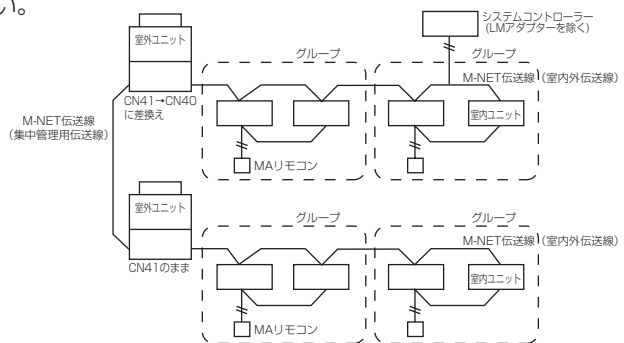 い。
システムコントローラー
(LMアダプターを除く)
室外ユニット
グループ
グループ
M-NET伝送線(室内外伝送線)
CN41→CN40
に差換え
M-NET伝送線
(集中管理用伝送線)
室内ユニット
MAリモコン
室外ユニット
グループ
グループ
M-NET伝送線(室内外伝送線)
CN41のまま
室内ユニット
MAリモコン